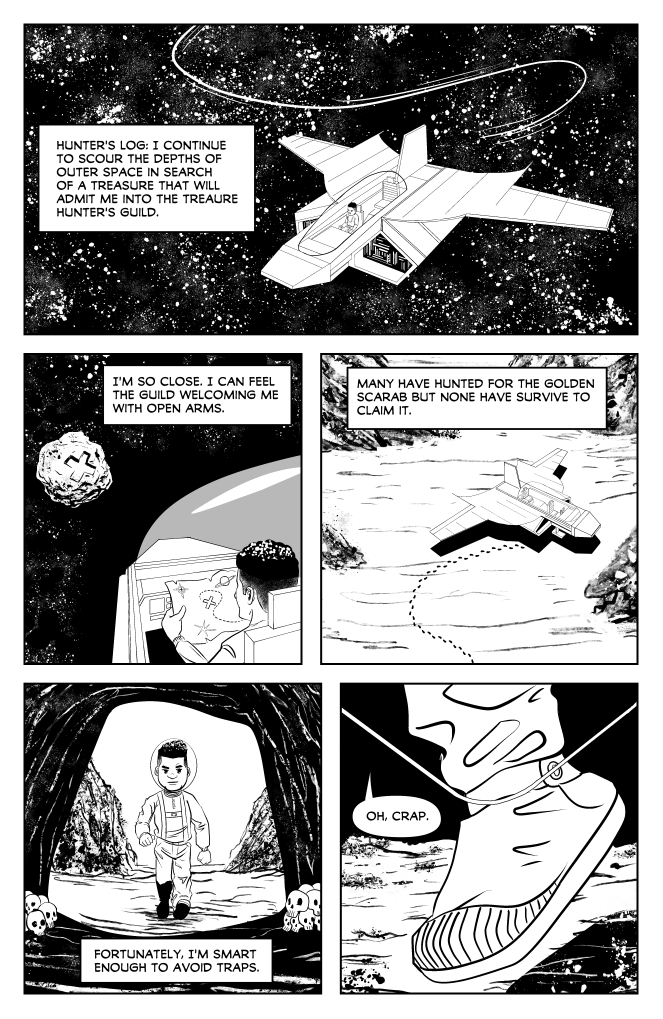 HUNTER'S LOG: I CONTINUE
TO SCOUR THE DEPTHS OF
OUTER SPACE IN SEARCH
OF A TREASURE THAT WILL
ADMIT ME INTO THE TREAURE
HUNTER'S GUILD.
I'M SO CLOSE. I CAN FEEL
THE GUILD WELCOMING ME
WITH OPEN ARMS.
MANY HAVE HUNTED FOR THE GOLDEN
SCARAB BUT NONE HAVE SURVIVE TO
CLAIM IT.
FORTUNATELY, I'M SMART
ENOUGH TO AVOID TRAPS.
OH, CRAP.